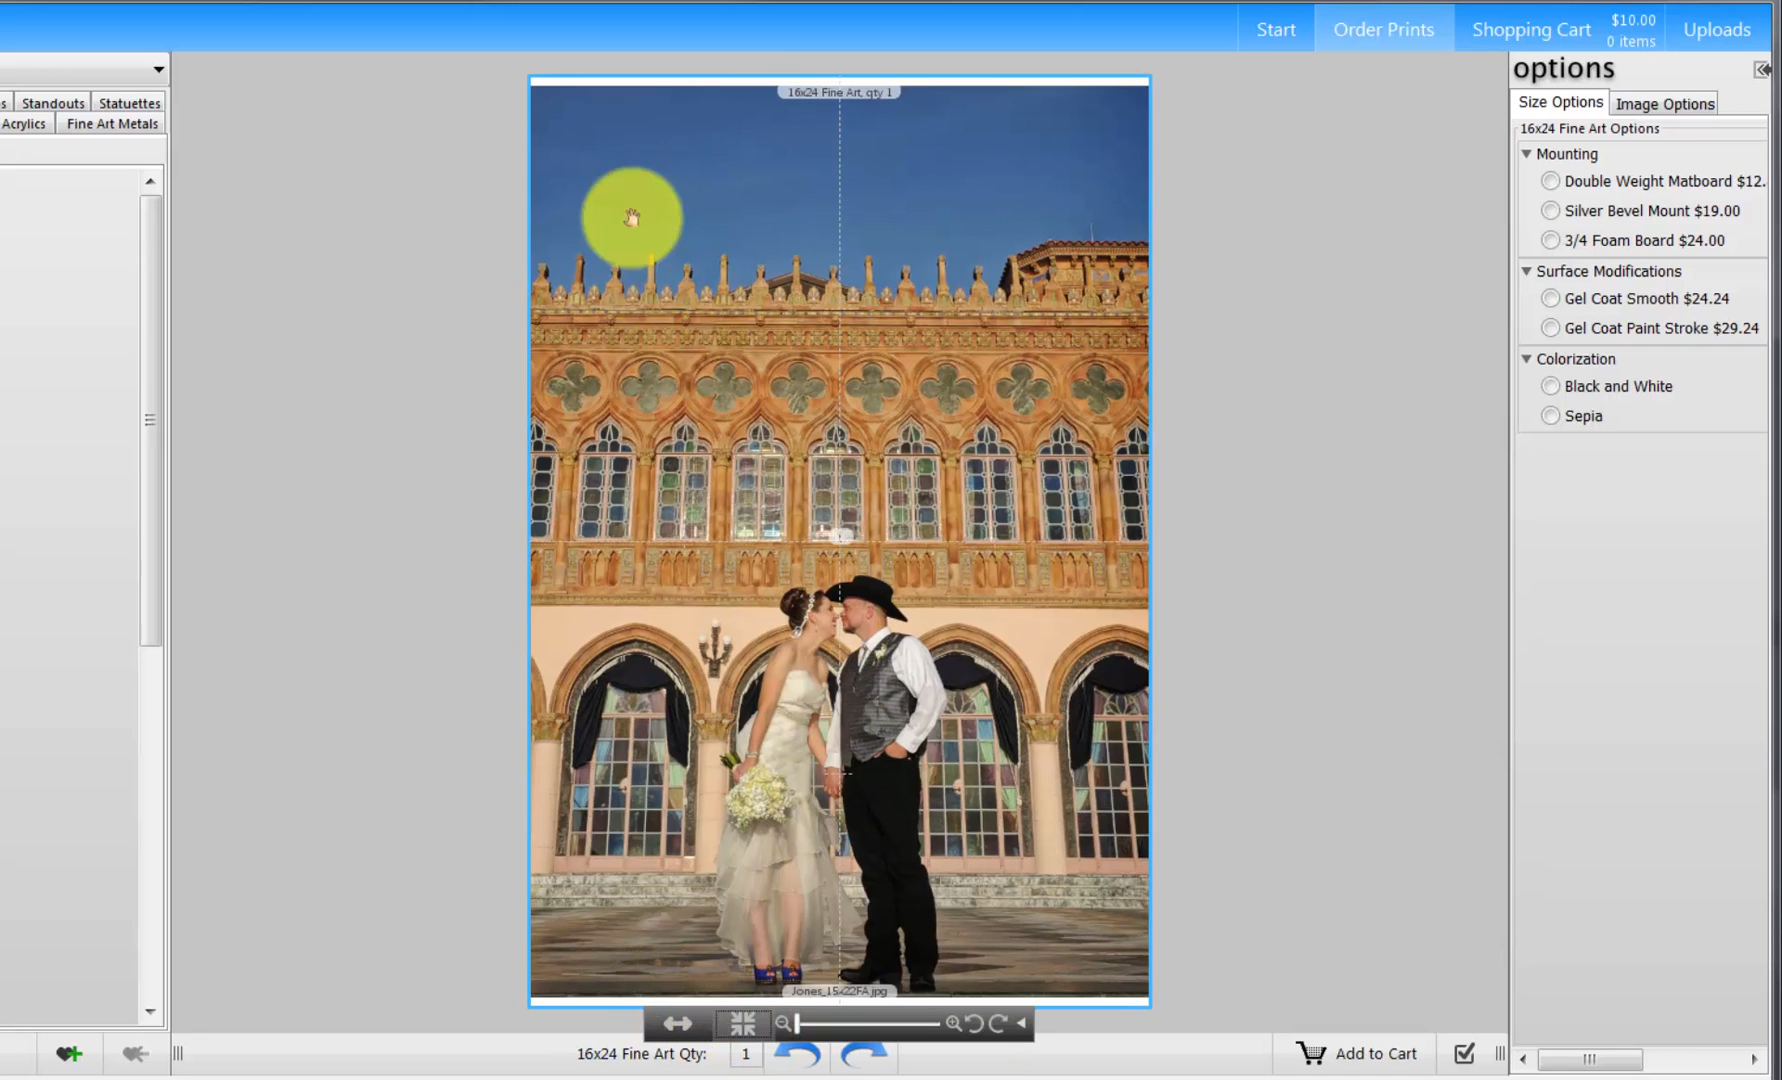 Start
Order Prints
Shopping Cart
$10.00
0 items
Uploads
s
Standouts
Statuettes
Acrylics
Fine Art Metals
16x24 Fine Art, qty 1
Jones_15x22FA.jpg
options
Size Options
Image Options
16x24 Fine Art Options
Mounting
Double Weight Matboard $12.
Silver Bevel Mount $19.00
3/4 Foam Board $24.00
Surface Modifications
Gel Coat Smooth $24.24
Gel Coat Paint Stroke $29.24
Colorization
Black and White
Sepia
16x24 Fine Art Qty:
1
Add to Cart